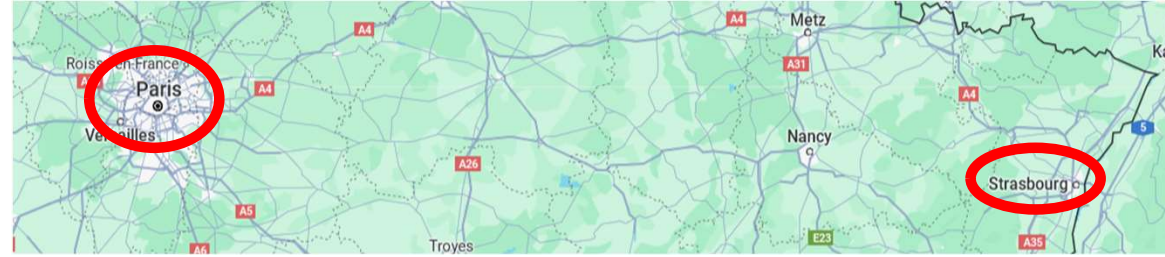 A4
Metz
A4
Roissy-en-France
A31
Paris
A4
A4
Versailles
Nancy
5
A26
Strasbourg
A5
E23
A35
Troyes
A6